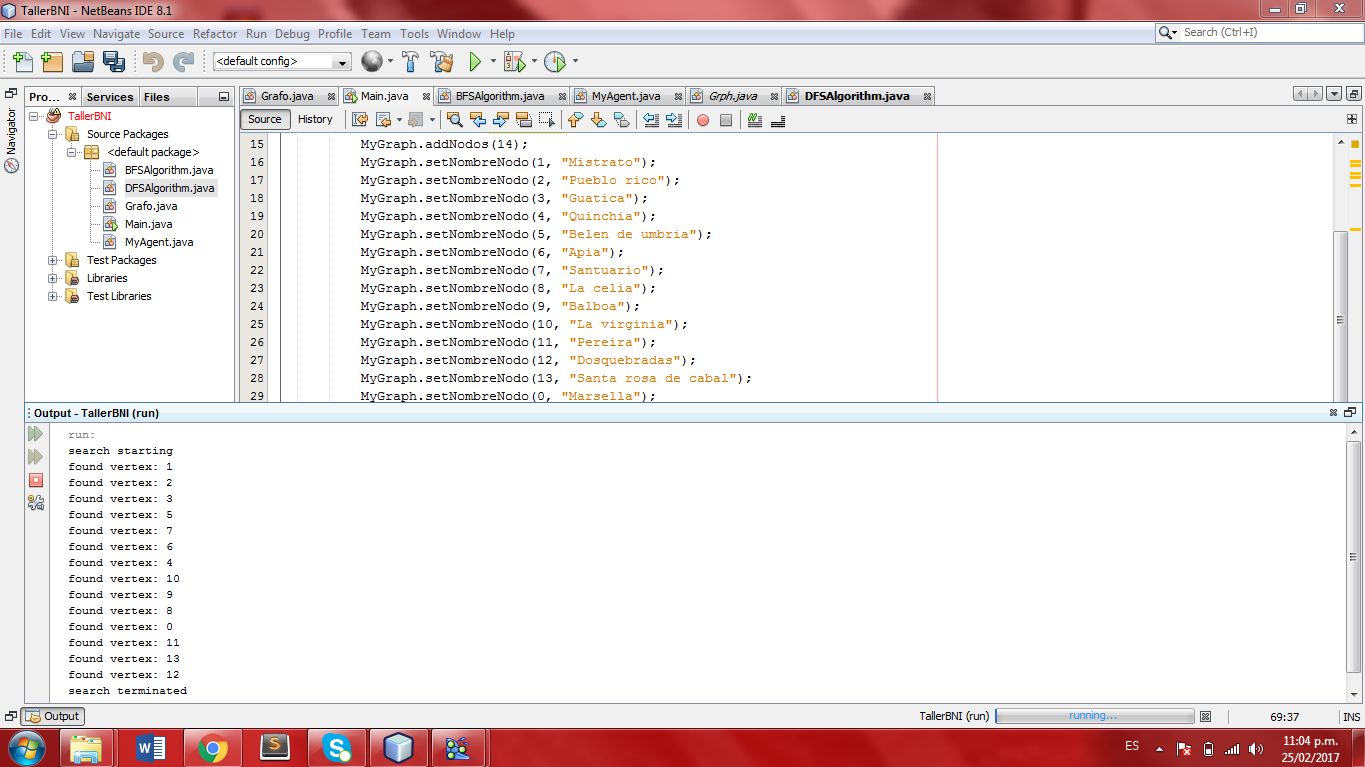 TallerBNI - NetBeans IDE 8.1
File Edit View Navigate Source Refactor Run Debug Profile Team Tools Window Help
Search (Ctrl+I)
<default config>
Pro... Services Files
Navigator
TallerBNI
Source Packages
<default package>
BFSAlgorithm.java
DFSAlgorithm.java
Grafo.java
Main.java
MyAgent.java
Test Packages
Libraries
Test Libraries
Grafo.java Main.java BFSAlgorithm.java MyAgent.java Grph.java DFSAlgorithm.java
Source History
15 MyGraph.addNodos(14);
16 MyGraph.setNombreNodo(1, "Mistrato");
17 MyGraph.setNombreNodo(2, "Pueblo rico");
18 MyGraph.setNombreNodo(3, "Guatica");
19 MyGraph.setNombreNodo(4, "Quinchia");
20 MyGraph.setNombreNodo(5, "Belen de umbria");
21 MyGraph.setNombreNodo(6, "Apia");
22 MyGraph.setNombreNodo(7, "Santuario");
23 MyGraph.setNombreNodo(8, "La celia");
24 MyGraph.setNombreNodo(9, "Balboa");
25 MyGraph.setNombreNodo(10, "La virginia");
26 MyGraph.setNombreNodo(11, "Pereira");
27 MyGraph.setNombreNodo(12, "Dosquebradas");
28 MyGraph.setNombreNodo(13, "Santa rosa de cabal");
29 MyGraph.setNombreNodo(0, "Marsella");
Output - TallerBNI (run)
run:
search starting
found vertex: 1
found vertex: 2
found vertex: 3
found vertex: 5
found vertex: 7
found vertex: 6
found vertex: 4
found vertex: 10
found vertex: 9
found vertex: 8
found vertex: 0
found vertex: 11
found vertex: 13
found vertex: 12
search terminated
Output
TallerBNI (run) running... 69:37 INS
ES 11:04 p.m.
25/02/2017